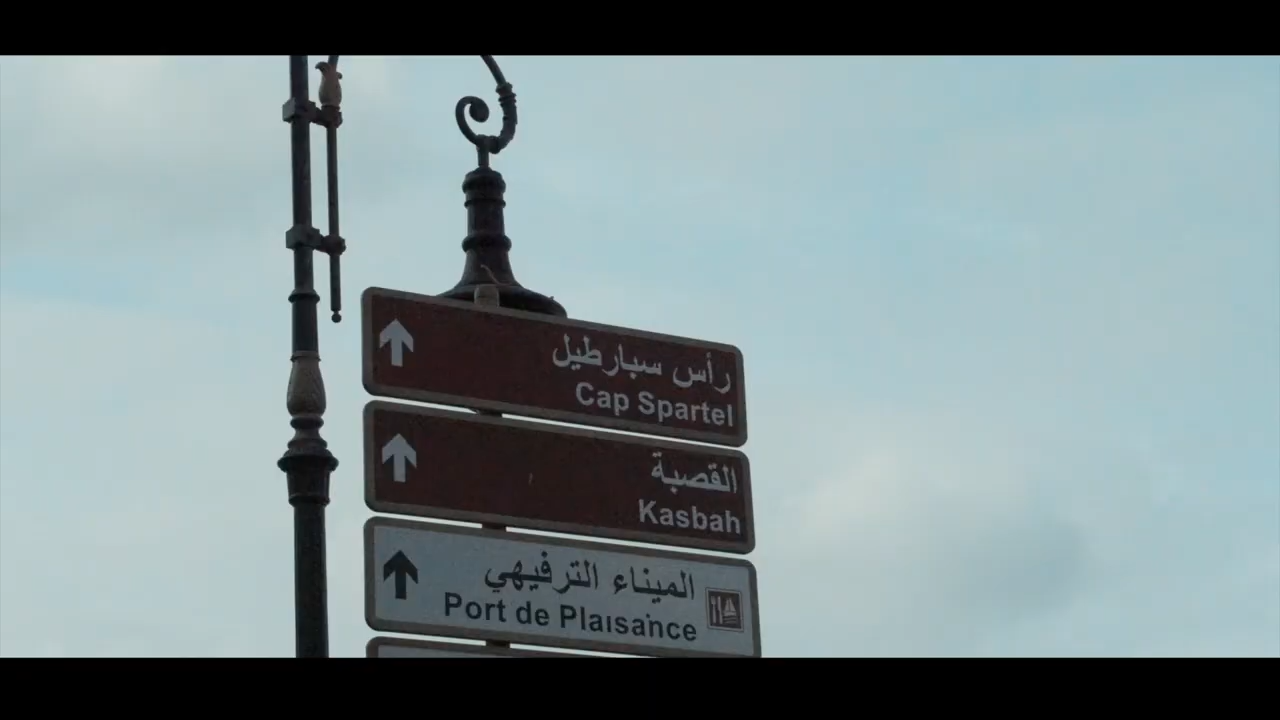 رأس سبارطيل
Cap Spartel
القصبة
Kasbah
الميناء الترفيهي
Port de Plaisance